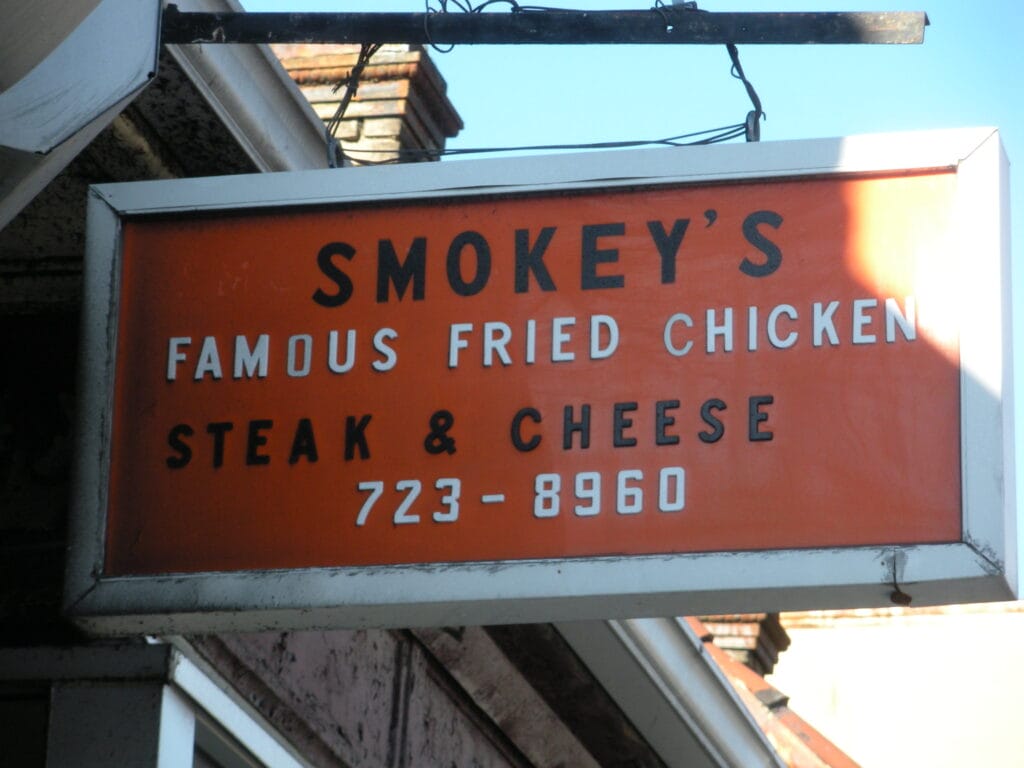 SMOKEY'S
FAMOUS FRIED CHICKEN
STEAK & CHEESE
723-8960